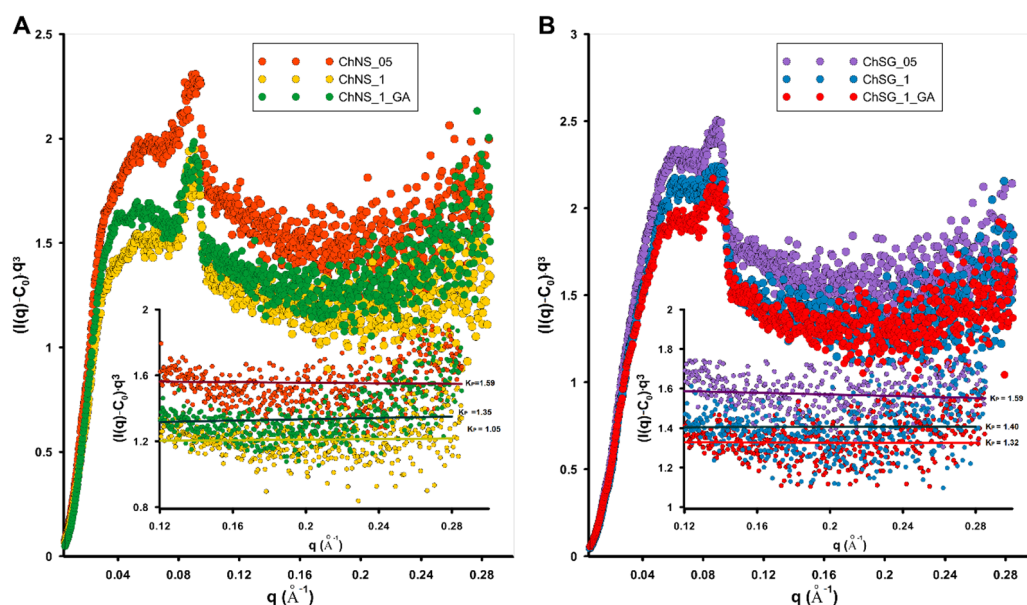 A
2.5
2
1.5
1
0.5
0
(I(q)-C₀)·q³
ChNS_05
ChNS_1
ChNS_1_GA
2
1.6
1.2
0.8
(I(q)-C₀)·q³
Kₚ=1.59
Kₚ =1.35
Kₚ = 1.05
0.12 0.16 0.2 0.24 0.28
q (Å⁻¹)
0.04 0.08 0.12 0.16 0.2 0.24 0.28
q (Å⁻¹)
B
3
2.5
2
1.5
1
0.5
0
(I(q)-C₀)·q³
ChSG_05
ChSG_1
ChSG_1_GA
2
1.8
1.6
1.4
1.2
1
(I(q)-C₀)·q³
Kₚ = 1.59
Kₚ = 1.40
Kₚ = 1.32
0.12 0.16 0.2 0.24 0.28
q (Å⁻¹)
0.04 0.08 0.12 0.16 0.2 0.24 0.28
q (Å⁻¹)